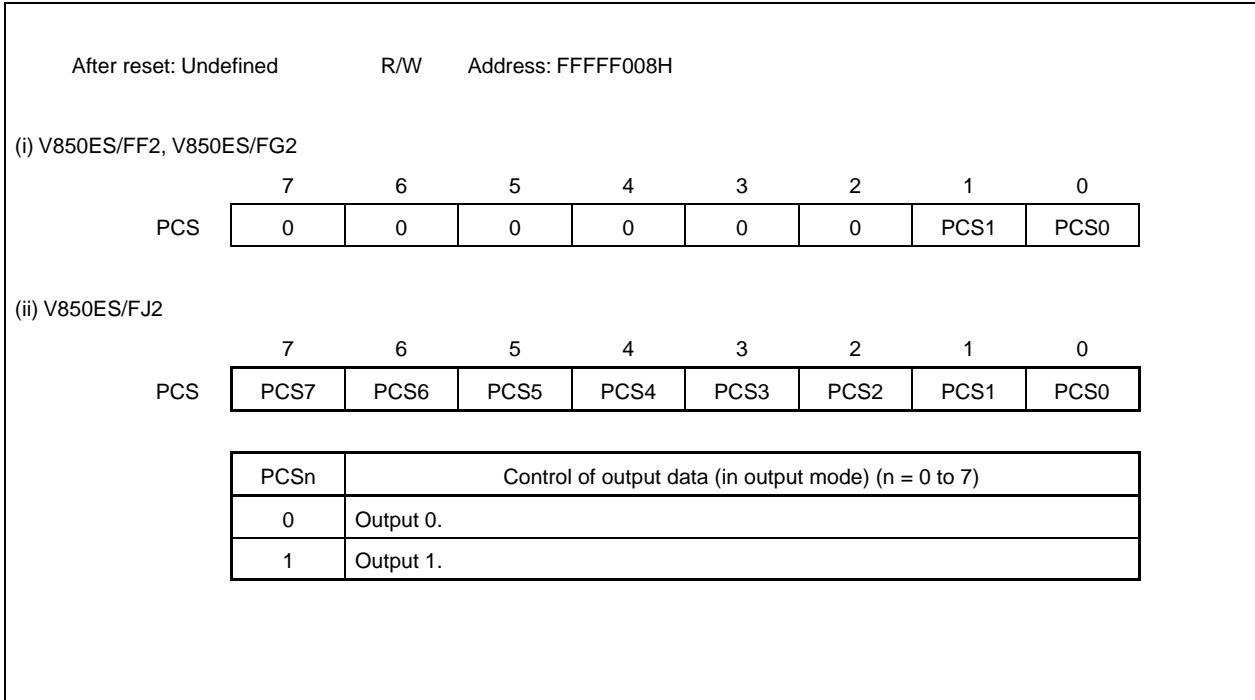 After reset: Undefined R/W Address: FFFFF008H
(i) V850ES/FF2, V850ES/FG2
7 6 5 4 3 2 1 0
PCS 0 0 0 0 0 0 PCS1 PCS0
(ii) V850ES/FJ2
7 6 5 4 3 2 1 0
PCS PCS7 PCS6 PCS5 PCS4 PCS3 PCS2 PCS1 PCS0
PCSn Control of output data (in output mode) (n = 0 to 7)
0 Output 0.
1 Output 1.